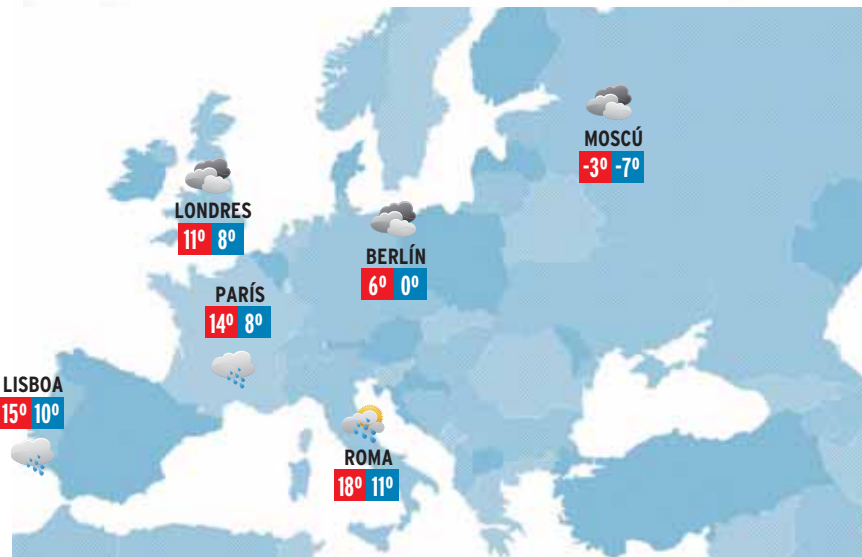 MOSCÚ
-3º -7º
LONDRES
11º 8º
BERLÍN
6º 0º
PARÍS
14º 8º
LISBOA
15º 10º
ROMA
18º 11º